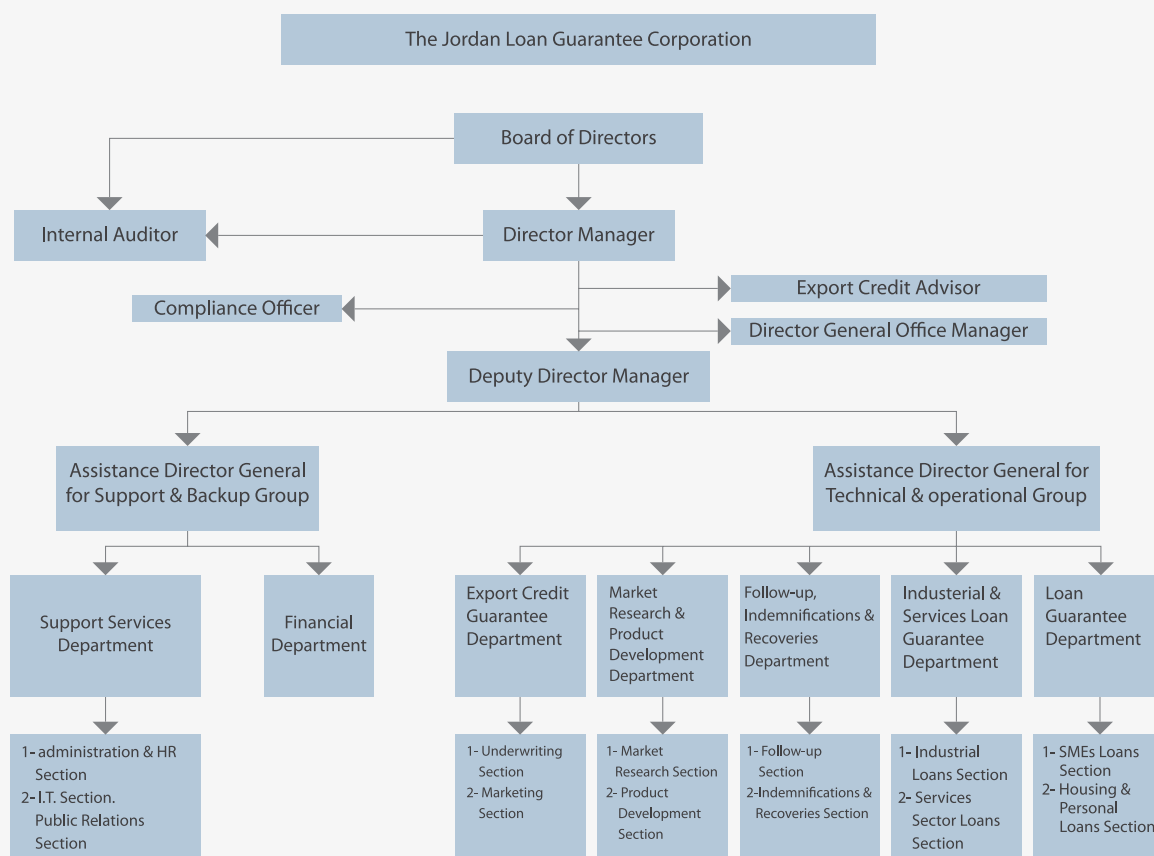 The Jordan Loan Guarantee Corporation
Board of Directors
Internal Auditor
Director Manager
Export Credit Advisor
Compliance Officer
Director General Office Manager
Deputy Director Manager
Assistance Director General
for Support & Backup Group
Assistance Director General for
Technical & operational Group
Support Services
Department
Financial
Department
Export Credit
Guarantee
Department
Market
Research &
Product
Development
Department
Follow-up,
Indemnifications &
Recoveries
Department
Industerial &
Services Loan
Guarantee
Department
Loan
Guarantee
Department
1- administration & HR
Section
2- I.T. Section.
Public Relations
Section
1- Underwriting
Section
2- Marketing
Section
1- Market
Research Section
2- Product
Development
Section
1- Follow-up
Section
2-Indemnifications &
Recoveries Section
1- Industrial
Loans Section
2- Services
Sector Loans
Section
1- SMEs Loans
Section
2- Housing &
Personal
Loans Section